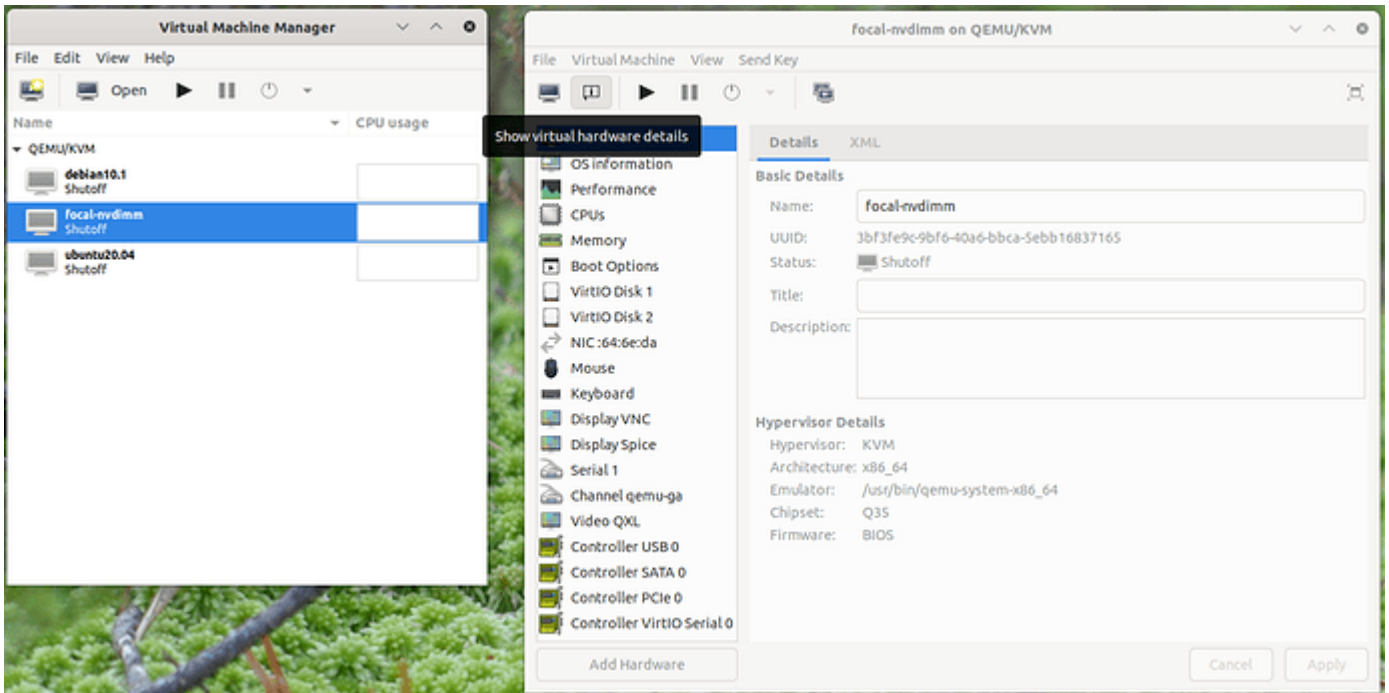 Virtual Machine Manager
File Edit View Help
Open
Name CPU usage
QEMU/KVM
debian10.1
Shutoff
focal-nvdimm
Shutoff
ubuntu20.04
Shutoff
focal-nvdimm on QEMU/KVM
File Virtual Machine View Send Key
Show virtual hardware details
OS information
Performance
CPUs
Memory
Boot Options
VirtIO Disk 1
VirtIO Disk 2
NIC :64:6e:da
Mouse
Keyboard
Display VNC
Display Spice
Serial 1
Channel qemu-ga
Video QXL
Controller USB 0
Controller SATA 0
Controller PCIe 0
Controller VirtIO Serial 0
Add Hardware
Details XML
Basic Details
Name: focal-nvdimm
UUID: 3bf3fe9c-9bf6-40a6-bbca-5ebb16837165
Status: Shutoff
Title:
Description:
Hypervisor Details
Hypervisor: KVM
Architecture: x86_64
Emulator: /usr/bin/qemu-system-x86_64
Chipset: Q35
Firmware: BIOS
Cancel Apply